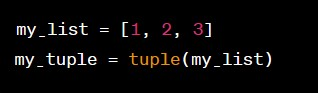 my_list = [1, 2, 3]
my_tuple = tuple(my_list)